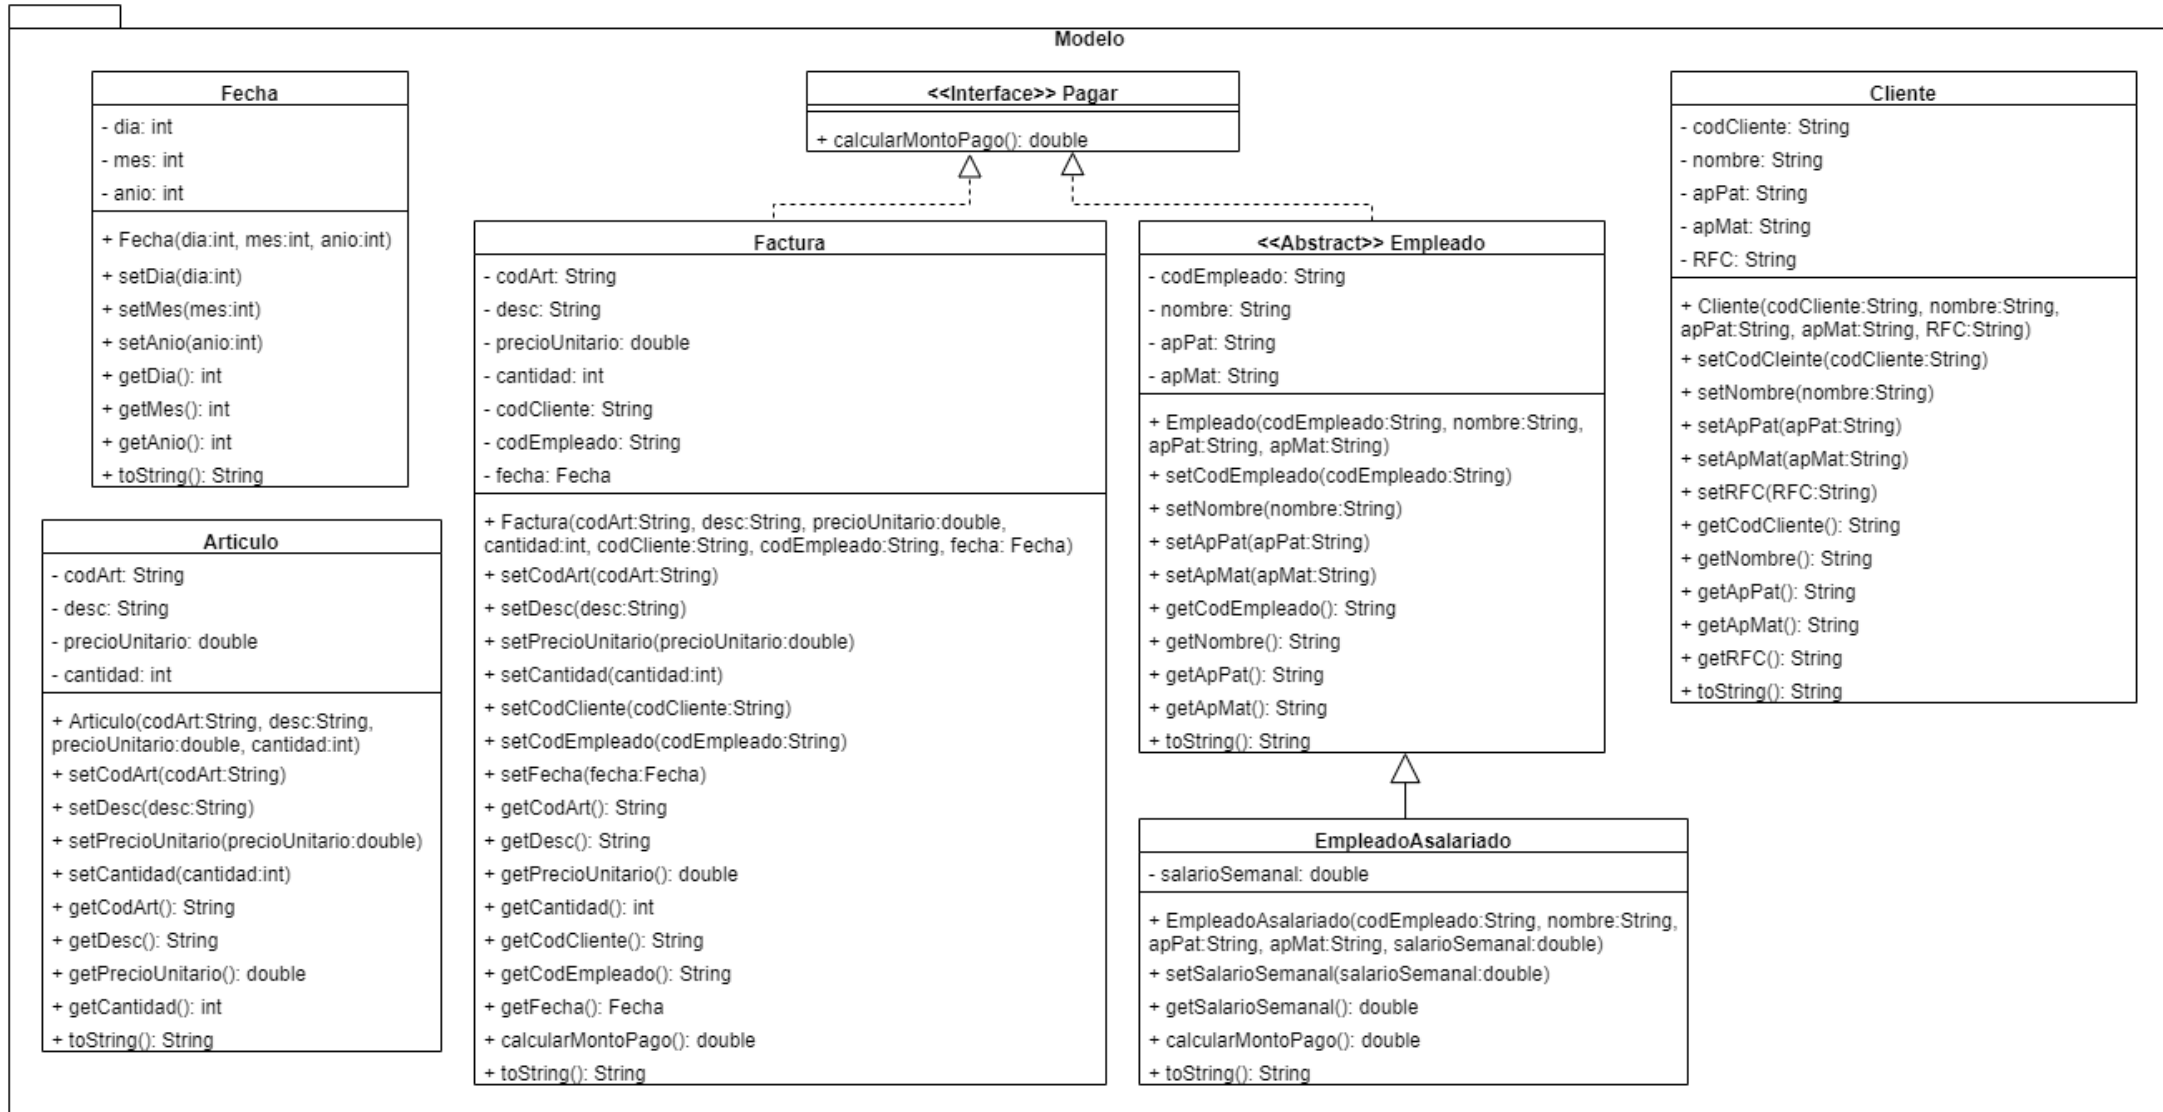 Modelo
Fecha
- dia: int
- mes: int
- anio: int
+ Fecha(dia:int, mes:int, anio:int)
+ setDia(dia:int)
+ setMes(mes:int)
+ setAnio(anio:int)
+ getDia(): int
+ getMes(): int
+ getAnio(): int
+ toString(): String
Articulo
- codArt: String
- desc: String
- precioUnitario: double
- cantidad: int
+ Articulo(codArt:String, desc:String,
precioUnitario:double, cantidad:int)
+ setCodArt(codArt:String)
+ setDesc(desc:String)
+ setPrecioUnitario(precioUnitario:double)
+ setCantidad(cantidad:int)
+ getCodArt(): String
+ getDesc(): String
+ getPrecioUnitario(): double
+ getCantidad(): int
+ toString(): String
<<Interface>> Pagar
+ calcularMontoPago(): double
Factura
- codArt: String
- desc: String
- precioUnitario: double
- cantidad: int
- codCliente: String
- codEmpleado: String
- fecha: Fecha
+ Factura(codArt:String, desc:String, precioUnitario:double,
cantidad:int, codCliente:String, codEmpleado:String, fecha: Fecha)
+ setCodArt(codArt:String)
+ setDesc(desc:String)
+ setPrecioUnitario(precioUnitario:double)
+ setCantidad(cantidad:int)
+ setCodCliente(codCliente:String)
+ setCodEmpleado(codEmpleado:String)
+ setFecha(fecha:Fecha)
+ getCodArt(): String
+ getDesc(): String
+ getPrecioUnitario(): double
+ getCantidad(): int
+ getCodCliente(): String
+ getCodEmpleado(): String
+ getFecha(): Fecha
+ calcularMontoPago(): double
+ toString(): String
<<Abstract>> Empleado
- codEmpleado: String
- nombre: String
- apPat: String
- apMat: String
+ Empleado(codEmpleado:String, nombre:String,
apPat:String, apMat:String)
+ setCodEmpleado(codEmpleado:String)
+ setNombre(nombre:String)
+ setApPat(apPat:String)
+ setApMat(apMat:String)
+ getCodEmpleado(): String
+ getNombre(): String
+ getApPat(): String
+ getApMat(): String
+ toString(): String
EmpleadoAsalariado
- salarioSemanal: double
+ EmpleadoAsalariado(codEmpleado:String, nombre:String,
apPat:String, apMat:String, salarioSemanal:double)
+ setSalarioSemanal(salarioSemanal:double)
+ getSalarioSemanal(): double
+ calcularMontoPago(): double
+ toString(): String
Cliente
- codCliente: String
- nombre: String
- apPat: String
- apMat: String
- RFC: String
+ Cliente(codCliente:String, nombre:String,
apPat:String, apMat:String, RFC:String)
+ setCodCleinte(codCliente:String)
+ setNombre(nombre:String)
+ setApPat(apPat:String)
+ setApMat(apMat:String)
+ setRFC(RFC:String)
+ getCodCliente(): String
+ getNombre(): String
+ getApPat(): String
+ getApMat(): String
+ getRFC(): String
+ toString(): String